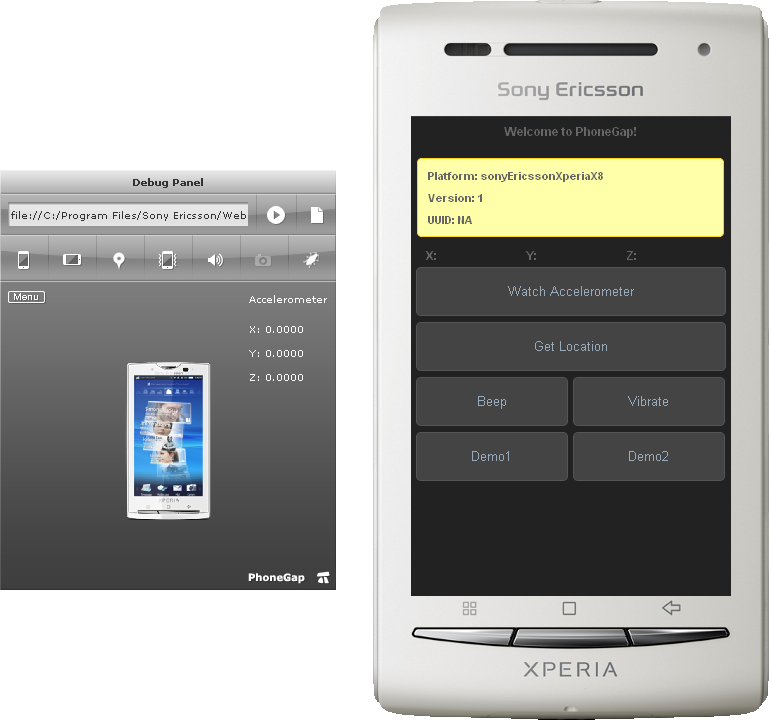 Debug Panel
file://C:/Program Files/Sony Ericsson/Web
Menu
Accelerometer
X: 0.0000
Y: 0.0000
Z: 0.0000
XPERIA
PhoneGap
Sony Ericsson
Welcome to PhoneGap!
Platform: sonyEricssonXperiaX8
Version: 1
UUID: NA
X: Y: Z:
Watch Accelerometer
Get Location
Beep Vibrate
Demo1 Demo2
XPERIA